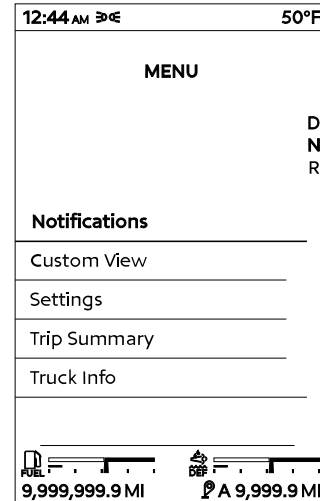 12:44 AM 50°F
MENU
D
N
R
Notifications
Custom View
Settings
Trip Summary
Truck Info
FUEL DEF
9,999,999.9 MI A 9,999.9 MI